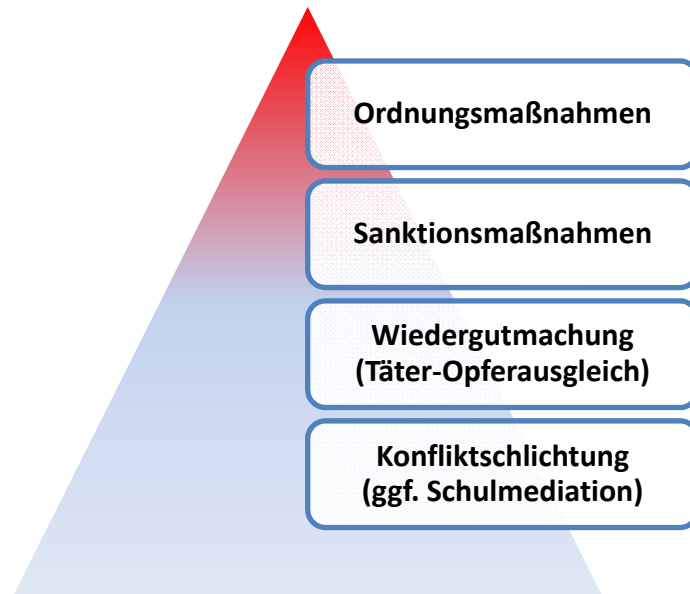 Ordnungsmaßnahmen
Sanktionsmaßnahmen
Wiedergutmachung
(Täter-Opferausgleich)
Konfliktschlichtung
(ggf. Schulmediation)